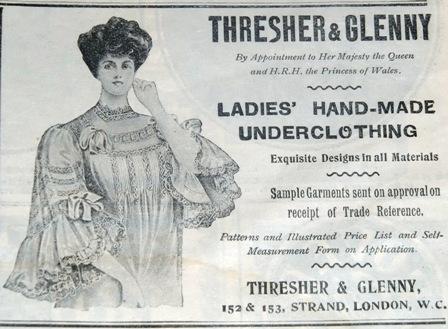 THRESHER & GLENNY
By Appointment to Her Majesty the Queen
and H.R.H. the Princess of Wales.
LADIES' HAND-MADE
UNDERCLOTHING
Exquisite Designs in all Materials
Sample Garments sent on approval on
receipt of Trade Reference.
Patterns and Illustrated Price List and Self-
Measurement Form on Application.
THRESHER & GLENNY,
152 & 153, STRAND, LONDON, W.C.